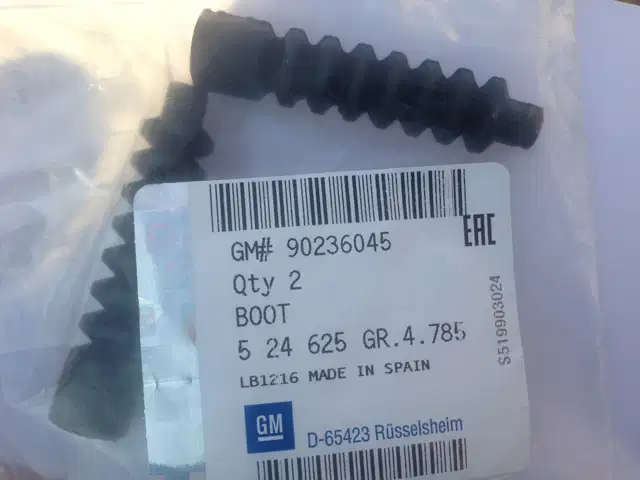 GM# 90236045
EAC
Qty 2
BOOT
5 24 625 GR.4.785
LB1216 MADE IN SPAIN
S519903024
GM
D-65423 Rüsselsheim